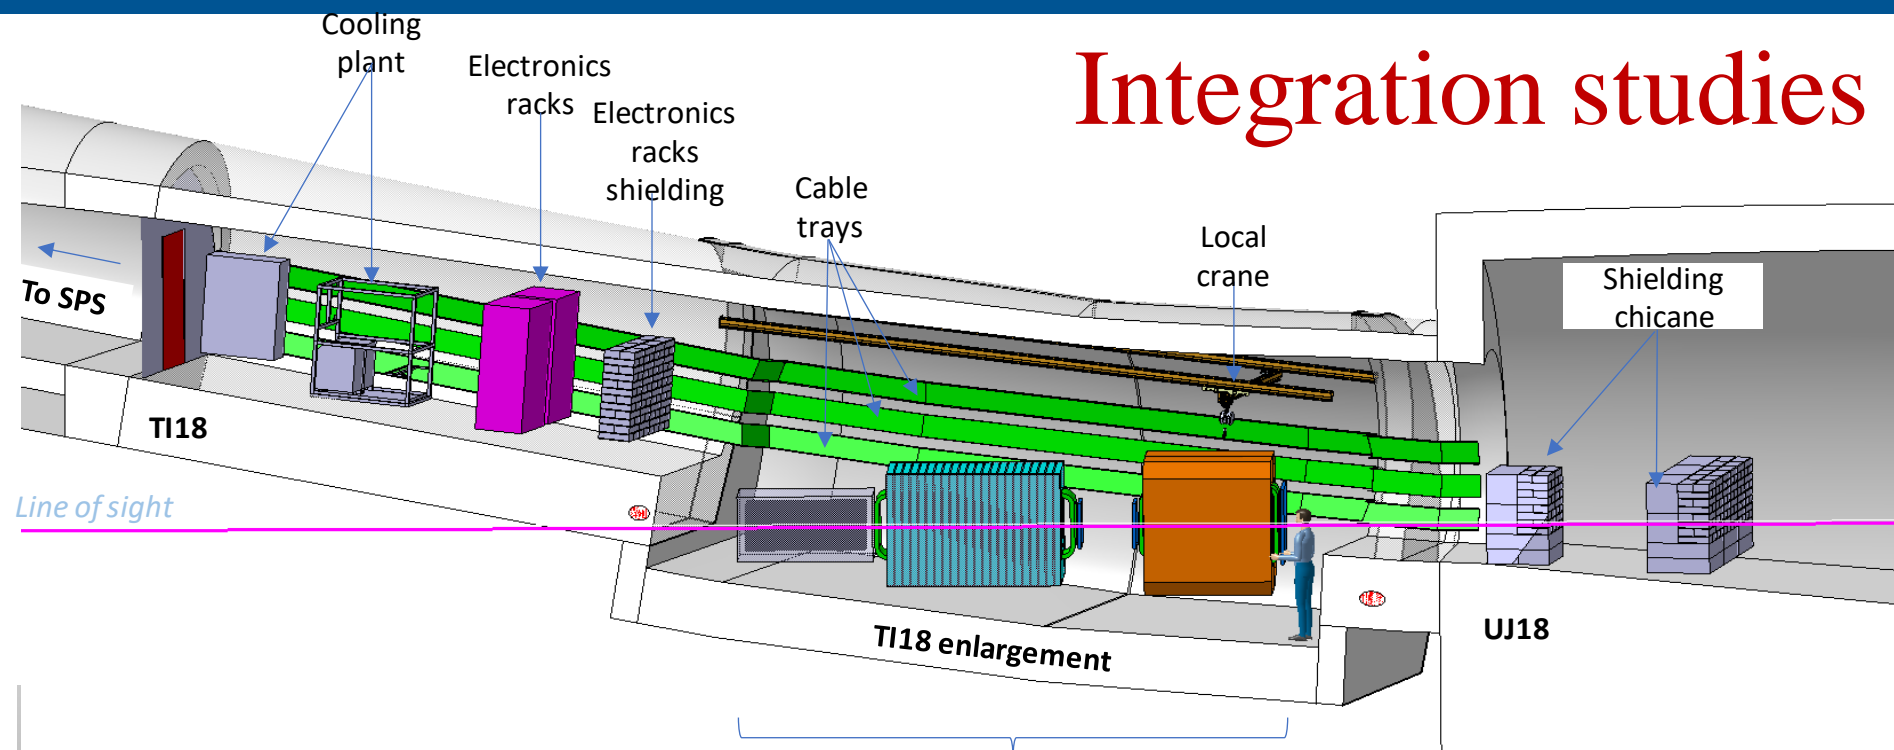 Integration studies
Cooling
plant
Electronics
racks
Electronics
racks
shielding
Cable
trays
Local
crane
Shielding
chicane
To SPS
TI18
Line of sight
TI18 enlargement
UJ18